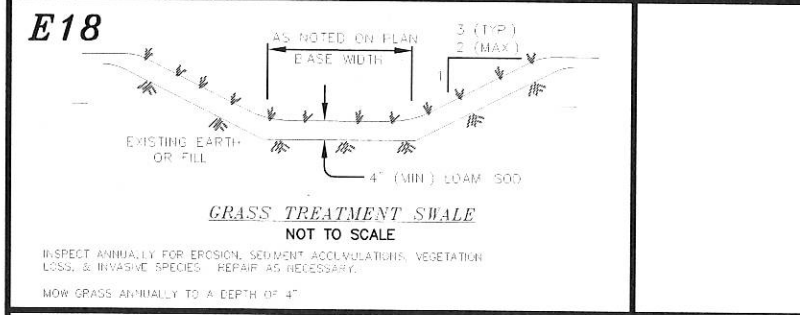 E18
AS NOTED ON PLAN
BASE WIDTH
3 (TYP.)
2 (MAX.)
1
EXISTING EARTH
OR FILL
4" (MIN.) LOAM SOD
GRASS TREATMENT SWALE
NOT TO SCALE
INSPECT ANNUALLY FOR EROSION, SEDIMENT ACCUMULATIONS, VEGETATION
LOSS, & INVASIVE SPECIES. REPAIR AS NECESSARY.
MOW GRASS ANNUALLY TO A DEPTH OF 4"